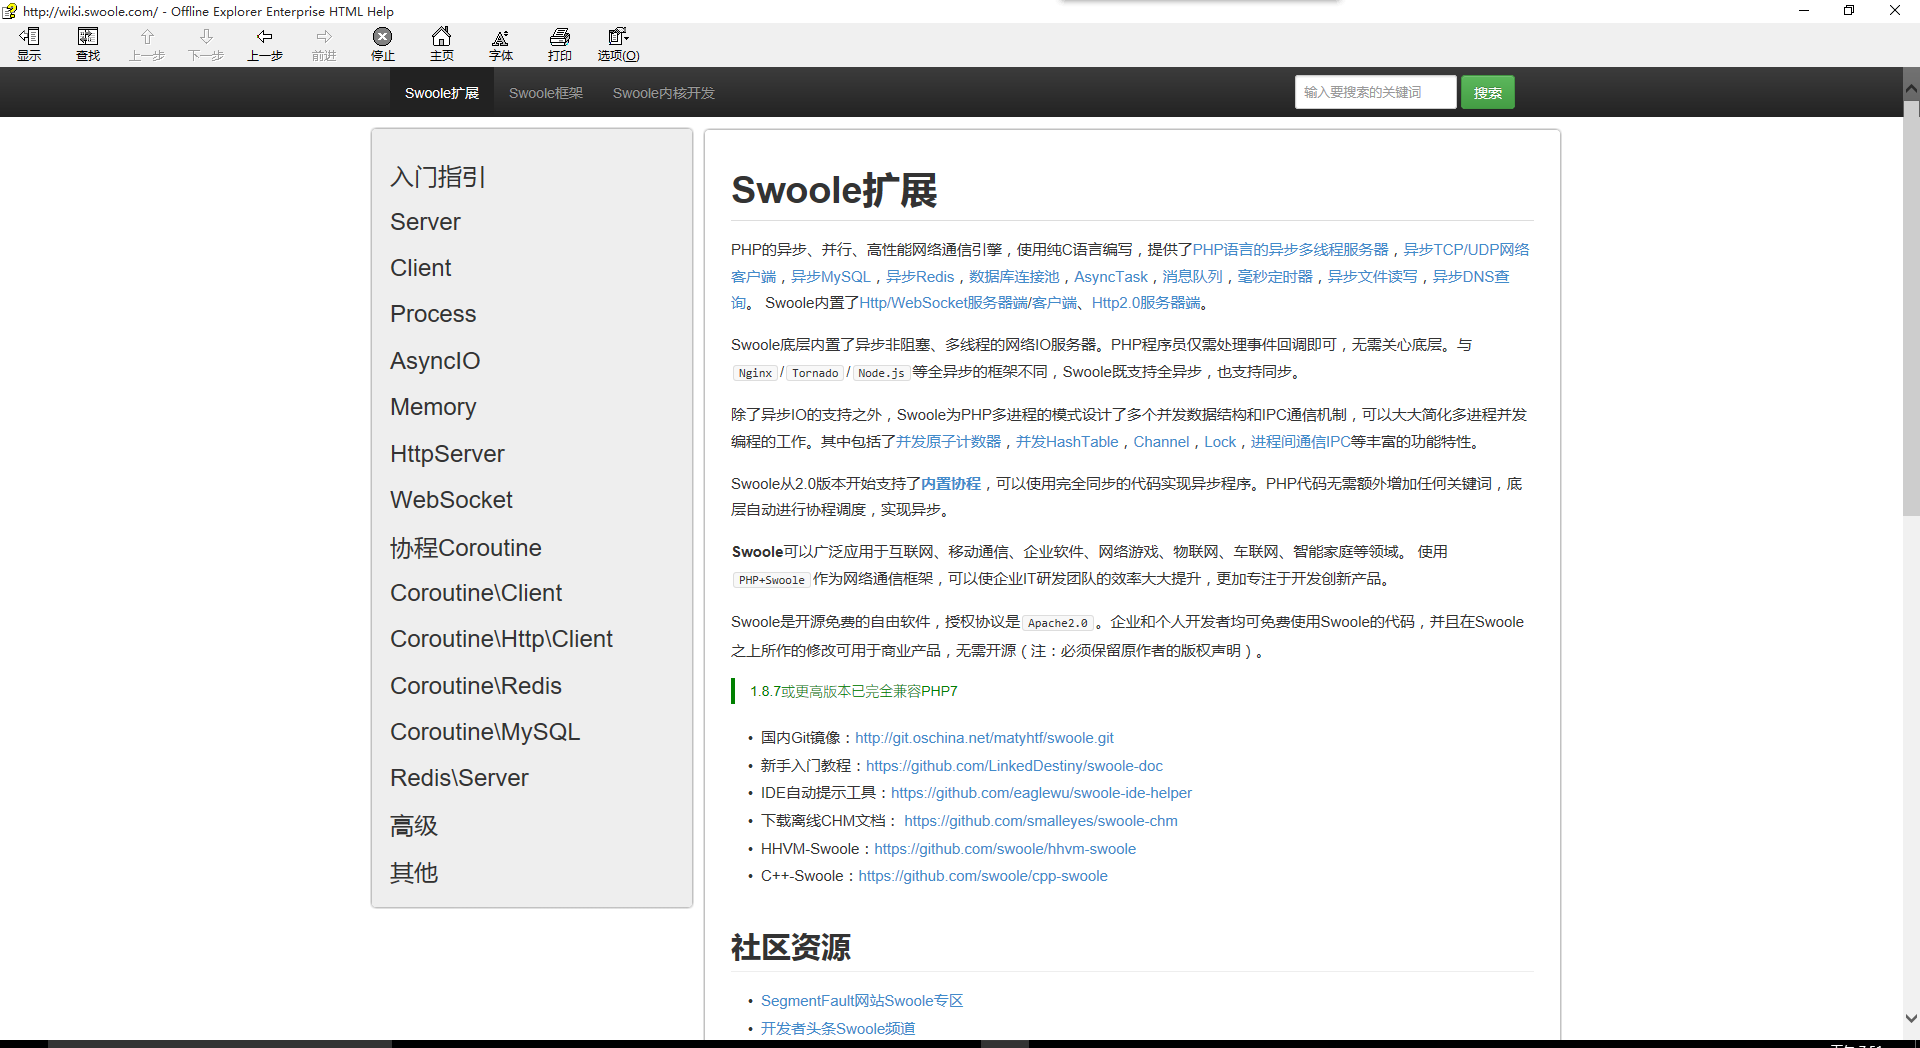 http://wiki.swoole.com/ - Offline Explorer Enterprise HTML Help
显示 查找 上一步 下一步 上一步 前进 停止 主页 字体 打印 选项(O)
Swoole扩展 Swoole框架 Swoole内核开发 输入要搜索的关键词 搜索
入门指引
Server
Client
Process
AsyncIO
Memory
HttpServer
WebSocket
协程Coroutine
Coroutine\Client
Coroutine\Http\Client
Coroutine\Redis
Coroutine\MySQL
Redis\Server
高级
其他
Swoole扩展
PHP的异步、并行、高性能网络通信引擎，使用纯C语言编写，提供了PHP语言的异步多线程服务器，异步TCP/UDP网络
客户端，异步MySQL，异步Redis，数据库连接池，AsyncTask，消息队列，毫秒定时器，异步文件读写，异步DNS查
询。 Swoole内置了Http/WebSocket服务器端/客户端、Http2.0服务器端。
Swoole底层内置了异步非阻塞、多线程的网络IO服务器。PHP程序员仅需处理事件回调即可，无需关心底层。与
Nginx / Tornado / Node.js 等全异步的框架不同，Swoole既支持全异步，也支持同步。
除了异步IO的支持之外，Swoole为PHP多进程的模式设计了多个并发数据结构和IPC通信机制，可以大大简化多进程并发
编程的工作。其中包括了并发原子计数器，并发HashTable，Channel，Lock，进程间通信IPC等丰富的功能特性。
Swoole从2.0版本开始支持了内置协程，可以使用完全同步的代码实现异步程序。PHP代码无需额外增加任何关键词，底
层自动进行协程调度，实现异步。
Swoole可以广泛应用于互联网、移动通信、企业软件、网络游戏、物联网、车联网、智能家庭等领域。 使用
PHP+Swoole 作为网络通信框架，可以使企业IT研发团队的效率大大提升，更加专注于开发创新产品。
Swoole是开源免费的自由软件，授权协议是 Apache2.0 。企业和个人开发者均可免费使用Swoole的代码，并且在Swoole
之上所作的修改可用于商业产品，无需开源（注：必须保留原作者的版权声明）。
1.8.7或更高版本已完全兼容PHP7
• 国内Git镜像：http://git.oschina.net/matyhtf/swoole.git
• 新手入门教程：https://github.com/LinkedDestiny/swoole-doc
• IDE自动提示工具：https://github.com/eaglewu/swoole-ide-helper
• 下载离线CHM文档： https://github.com/smalleyes/swoole-chm
• HHVM-Swoole：https://github.com/swoole/hhvm-swoole
• C++-Swoole：https://github.com/swoole/cpp-swoole
社区资源
• SegmentFault网站Swoole专区
• 开发者头条Swoole频道